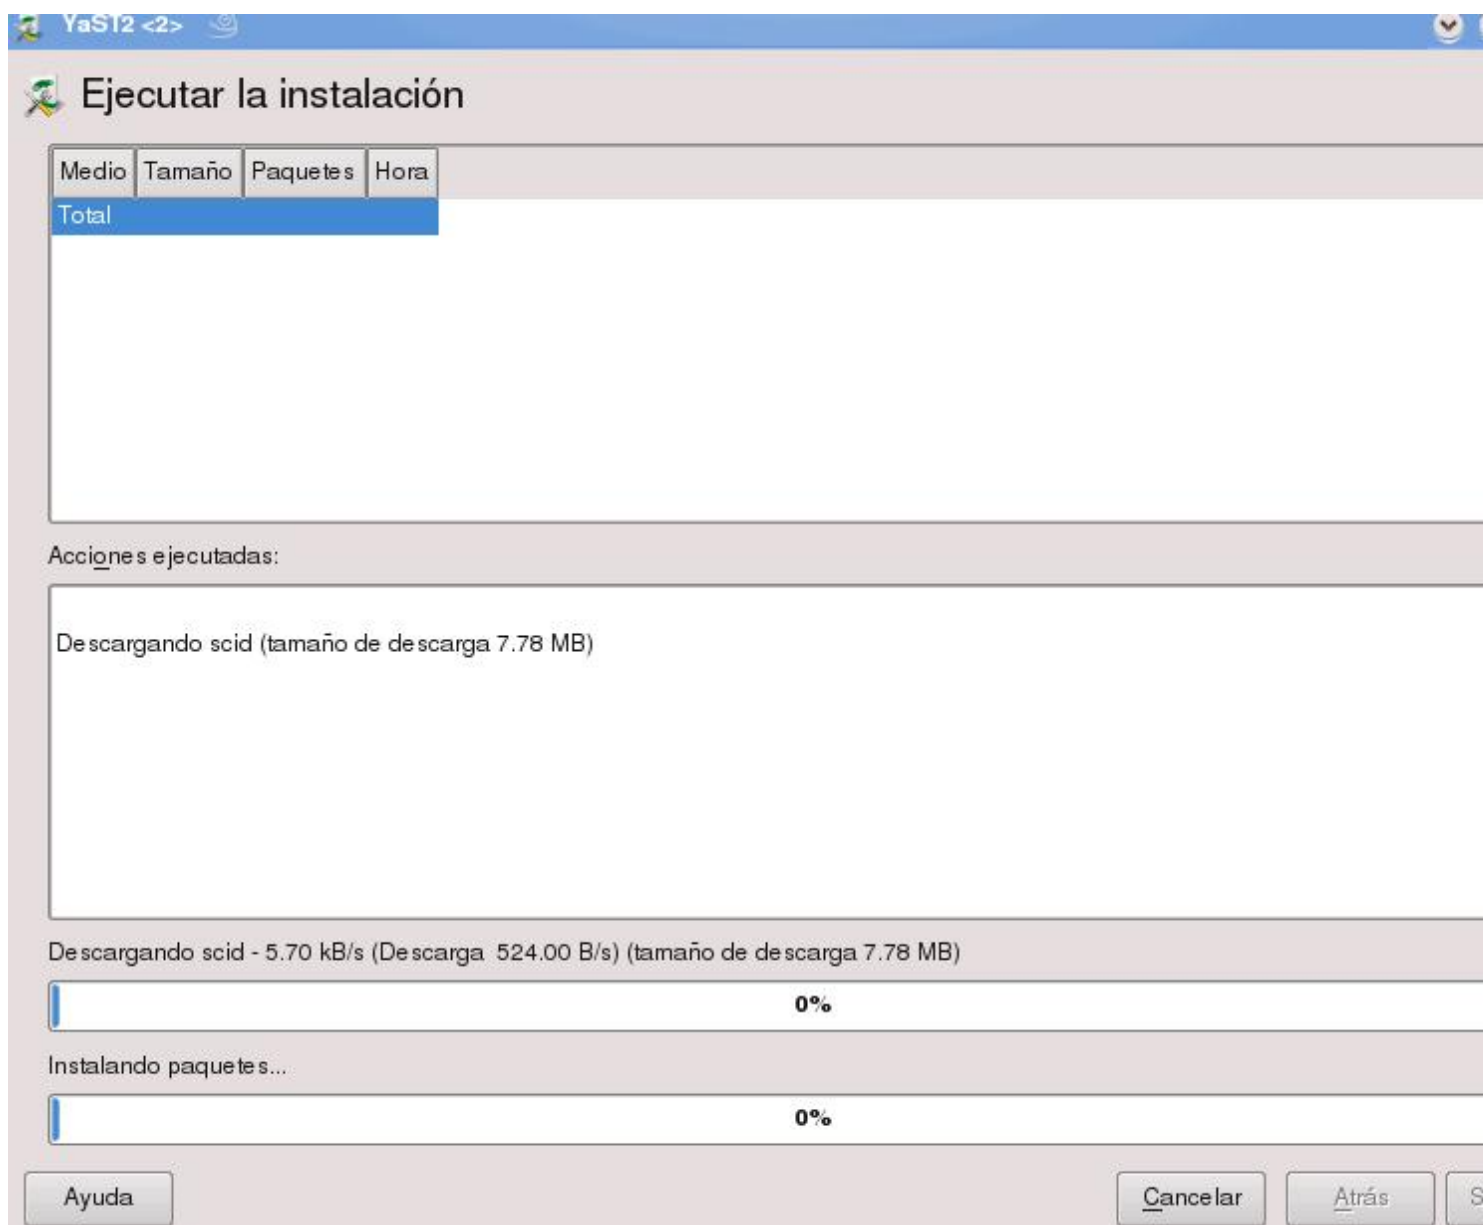 YaST2 <2>
Ejecutar la instalación
Medio Tamaño Paquetes Hora
Total
Acciones ejecutadas:
Descargando scid (tamaño de descarga 7.78 MB)
Descargando scid - 5.70 kB/s (Descarga 524.00 B/s) (tamaño de descarga 7.78 MB)
0%
Instalando paquetes...
0%
Ayuda Cancelar Atrás S